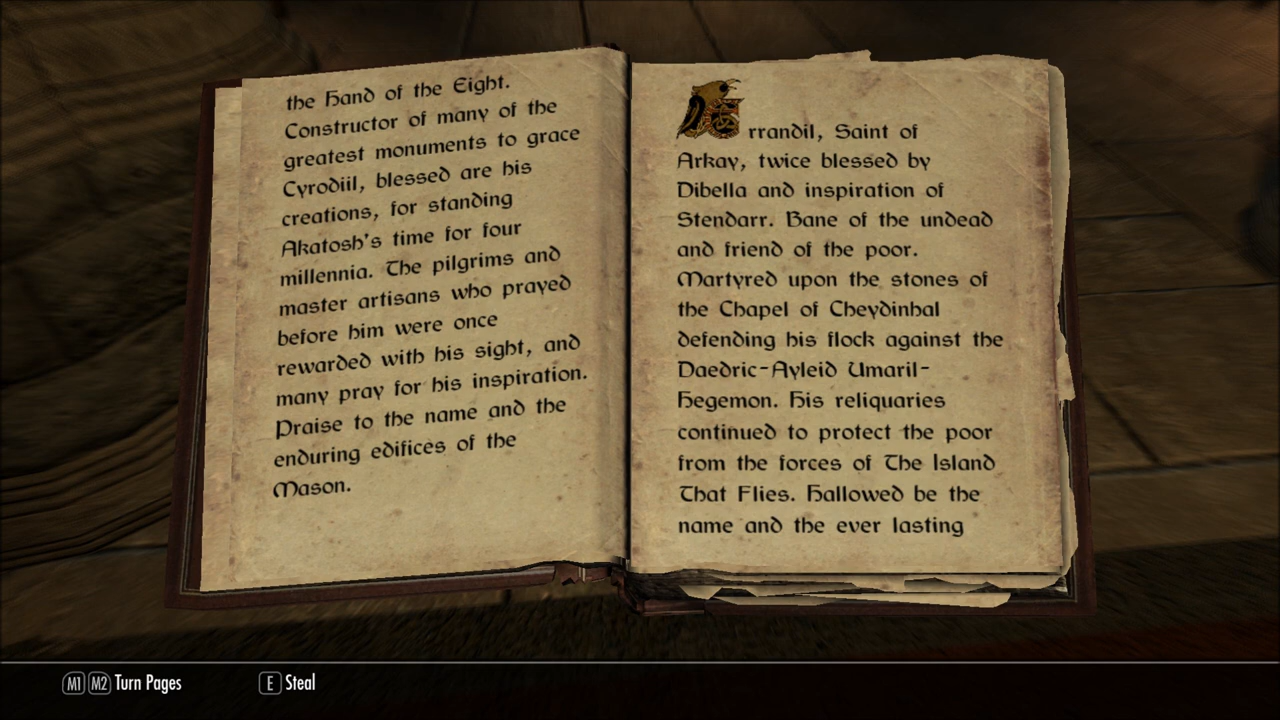 the Hand of the Eight.
Constructor of many of the
greatest monuments to grace
Cyrodiil, blessed are his
creations, for standing
Akatosh's time for four
millennia. The pilgrims and
master artisans who prayed
before him were once
rewarded with his sight, and
many pray for his inspiration.
Praise to the name and the
enduring edifices of the
Mason.
rrandil, Saint of
Arkay, twice blessed by
Dibella and inspiration of
Stendarr. Bane of the undead
and friend of the poor.
Martyred upon the stones of
the Chapel of Cheydinhal
defending his flock against the
Daedric-Ayleid Umaril-
Hegemon. His reliquaries
continued to protect the poor
from the forces of The Island
That Flies. Hallowed be the
name and the ever lasting
M1 M2 Turn Pages
E Steal